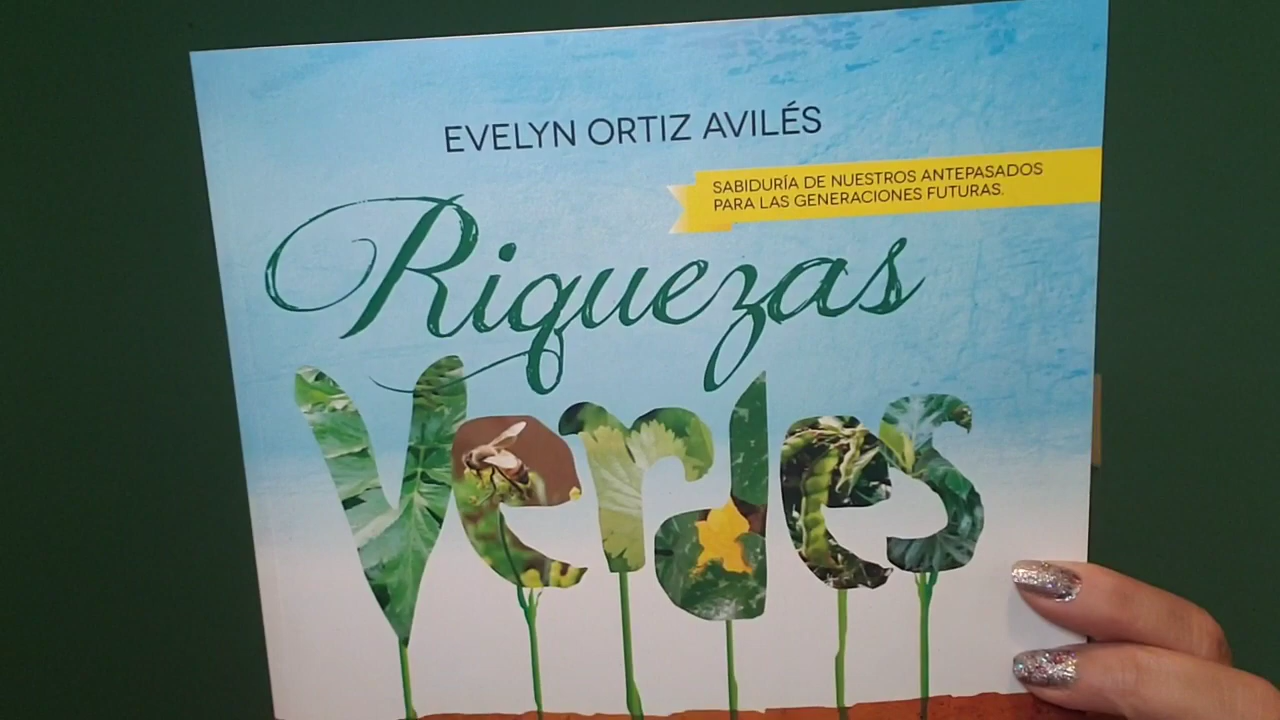 EVELYN ORTIZ AVILÉS
SABIDURÍA DE NUESTROS ANTEPASADOS
PARA LAS GENERACIONES FUTURAS.
Riquezas
Verdes